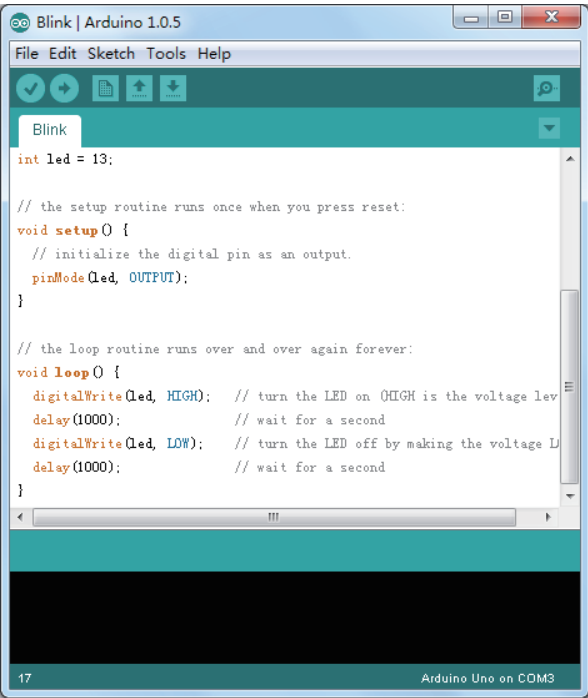 Blink | Arduino 1.0.5
File Edit Sketch Tools Help
Blink
int led = 13;
// the setup routine runs once when you press reset:
void setup() {
// initialize the digital pin as an output.
pinMode(led, OUTPUT);
}
// the loop routine runs over and over again forever:
void loop() {
digitalWrite(led, HIGH); // turn the LED on (HIGH is the voltage lev
delay(1000); // wait for a second
digitalWrite(led, LOW); // turn the LED off by making the voltage L
delay(1000); // wait for a second
}
17 Arduino Uno on COM3